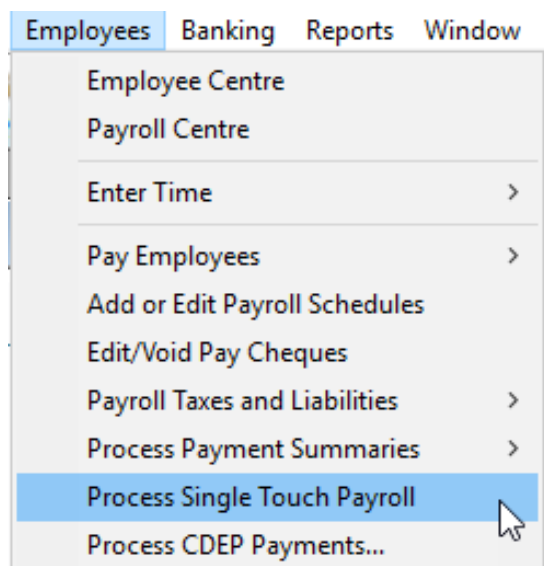 Employees Banking Reports Window
Employee Centre
Payroll Centre
Enter Time
Pay Employees
Add or Edit Payroll Schedules
Edit/Void Pay Cheques
Payroll Taxes and Liabilities
Process Payment Summaries
Process Single Touch Payroll
Process CDEP Payments...